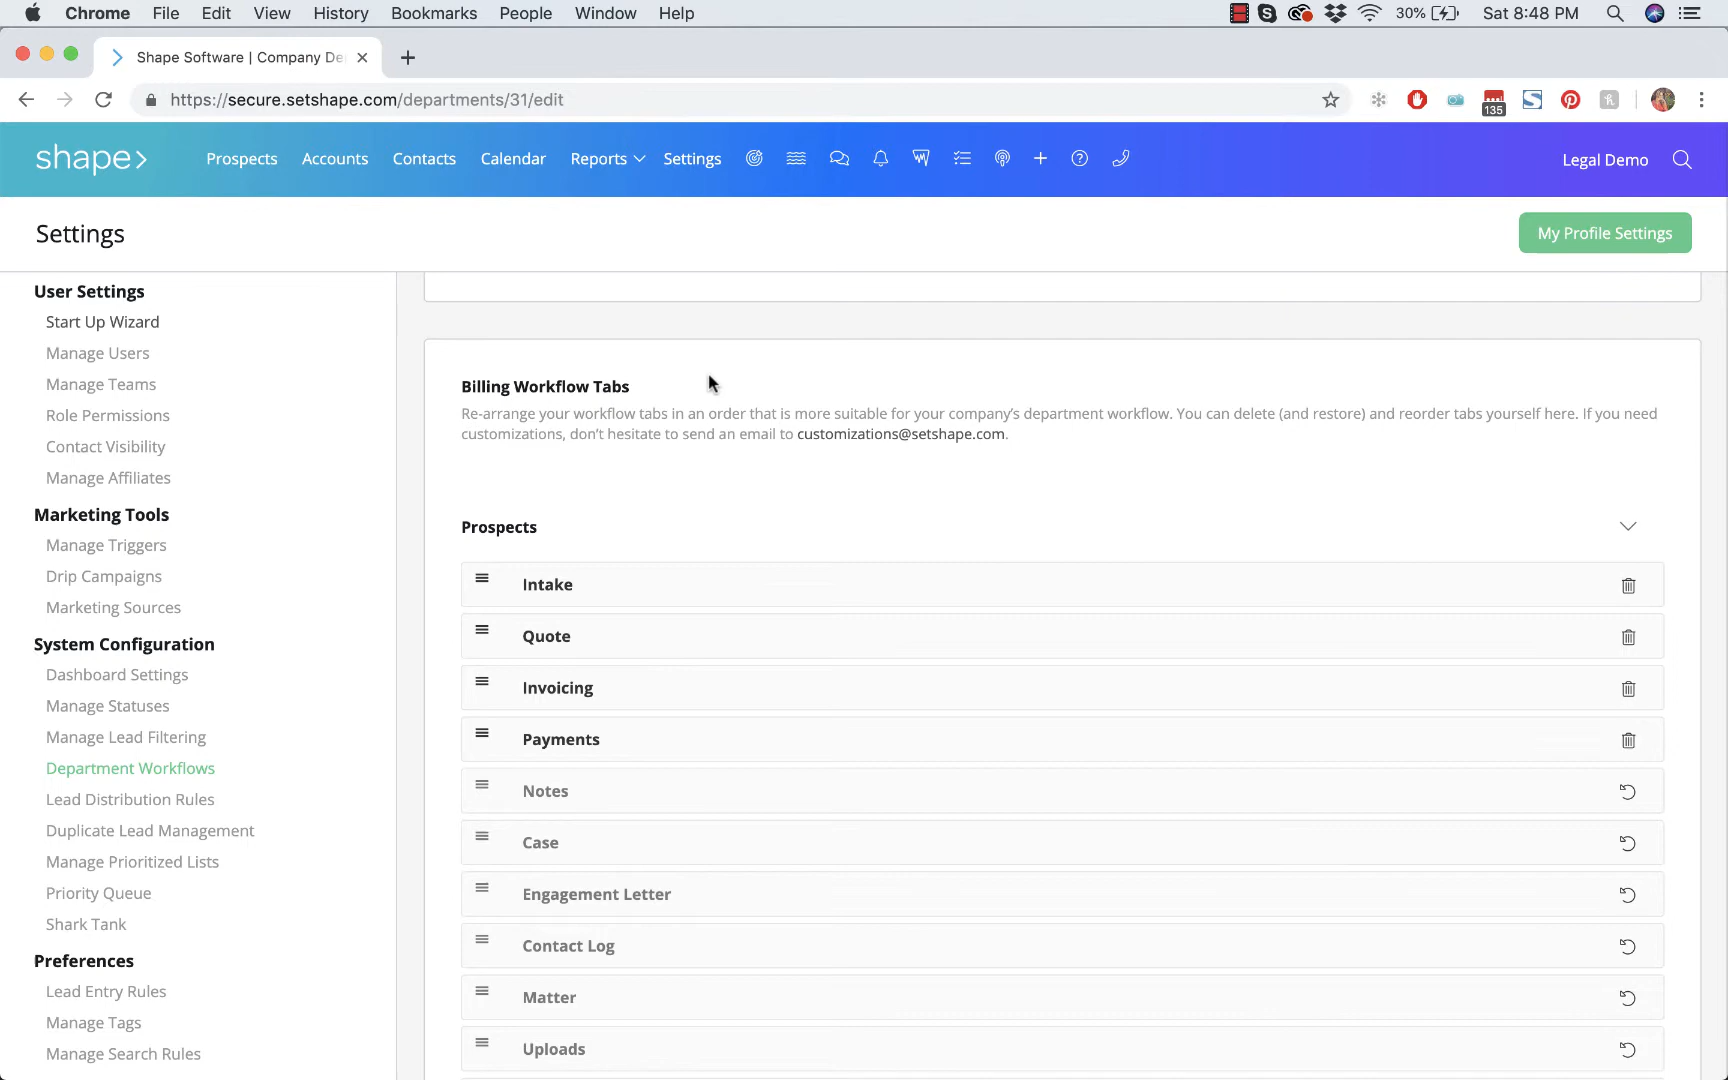 Chrome File Edit View History Bookmarks People Window Help 30% Sat 8:48 PM
Shape Software | Company De
https://secure.setshape.com/departments/31/edit
135
shape> Prospects Accounts Contacts Calendar Reports Settings Legal Demo
Settings
My Profile Settings
User Settings
Start Up Wizard
Manage Users
Manage Teams
Role Permissions
Contact Visibility
Manage Affiliates
Marketing Tools
Manage Triggers
Drip Campaigns
Marketing Sources
System Configuration
Dashboard Settings
Manage Statuses
Manage Lead Filtering
Department Workflows
Lead Distribution Rules
Duplicate Lead Management
Manage Prioritized Lists
Priority Queue
Shark Tank
Preferences
Lead Entry Rules
Manage Tags
Manage Search Rules
Billing Workflow Tabs
Re-arrange your workflow tabs in an order that is more suitable for your company's department workflow. You can delete (and restore) and reorder tabs yourself here. If you need
customizations, don't hesitate to send an email to customizations@setshape.com.
Prospects
Intake
Quote
Invoicing
Payments
Notes
Case
Engagement Letter
Contact Log
Matter
Uploads